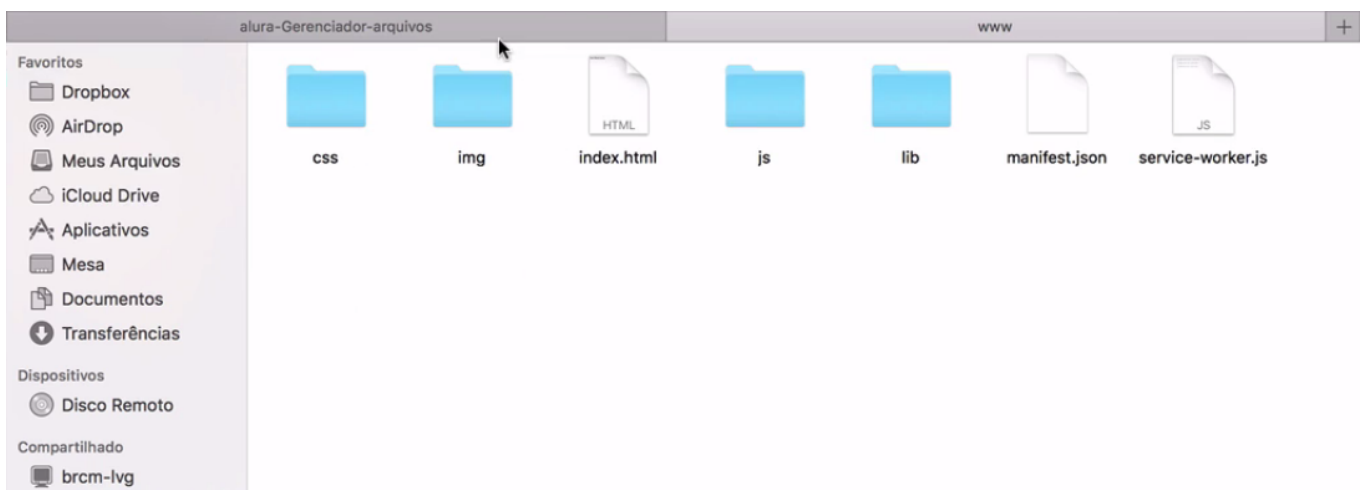 alura-Gerenciador-arquivos www +
Favoritos
Dropbox
AirDrop
Meus Arquivos
iCloud Drive
Aplicativos
Mesa
Documentos
Transferências
Dispositivos
Disco Remoto
Compartilhado
brcm-lvg
HTML JS
css img index.html js lib manifest.json service-worker.js